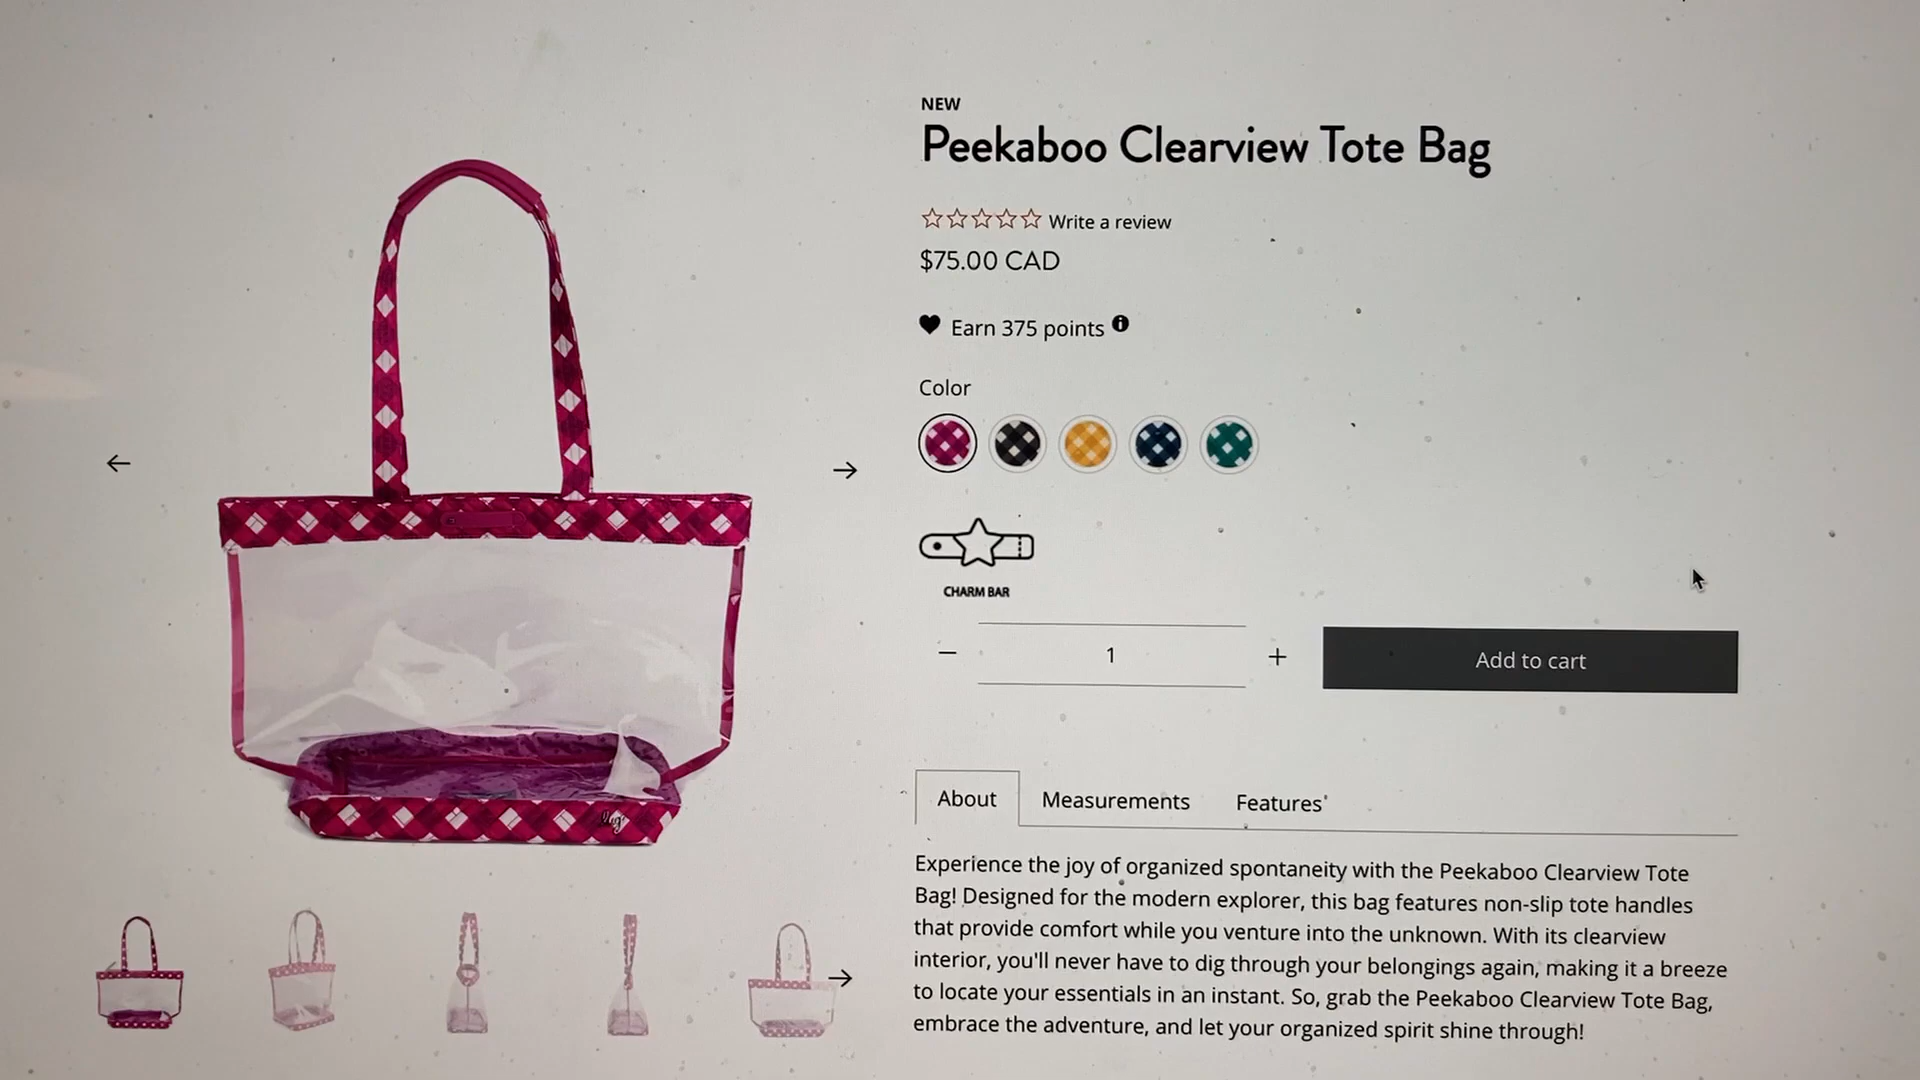 NEW
Peekaboo Clearview Tote Bag
Write a review
$75.00 CAD
Earn 375 points
Color
CHARM BAR
1
Add to cart
About
Measurements
Features
Experience the joy of organized spontaneity with the Peekaboo Clearview Tote
Bag! Designed for the modern explorer, this bag features non-slip tote handles
that provide comfort while you venture into the unknown. With its clearview
interior, you'll never have to dig through your belongings again, making it a breeze
to locate your essentials in an instant. So, grab the Peekaboo Clearview Tote Bag,
embrace the adventure, and let your organized spirit shine through!